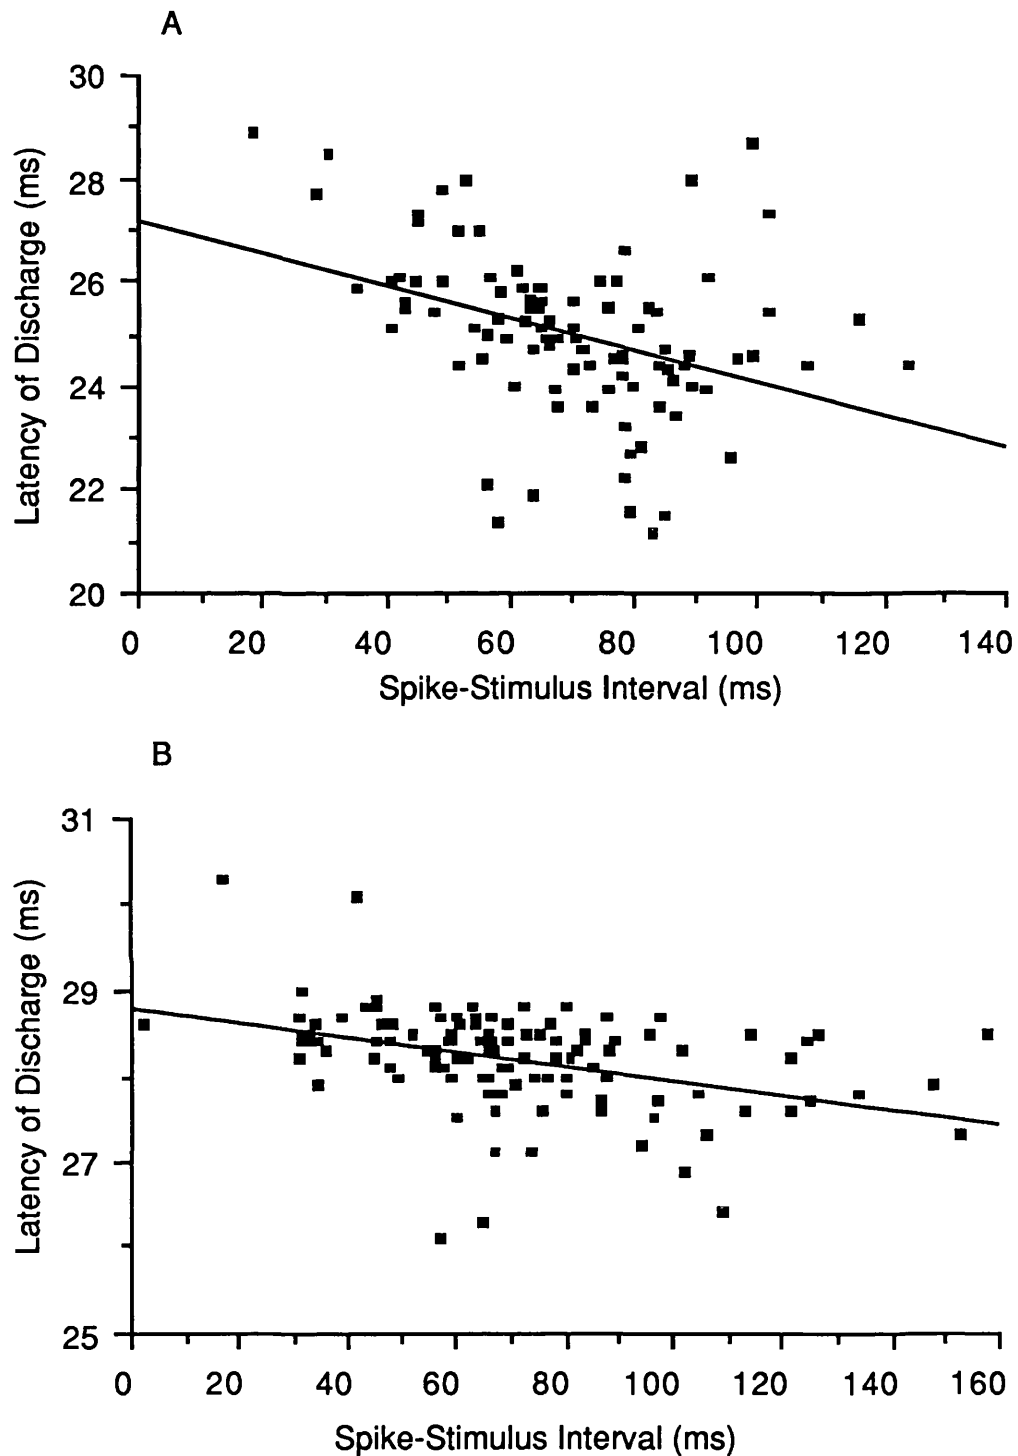 A
30
28
26
24
22
20
Latency of Discharge (ms)
0 20 40 60 80 100 120 140
Spike-Stimulus Interval (ms)
B
31
29
27
25
Latency of Discharge (ms)
0 20 40 60 80 100 120 140 160
Spike-Stimulus Interval (ms)